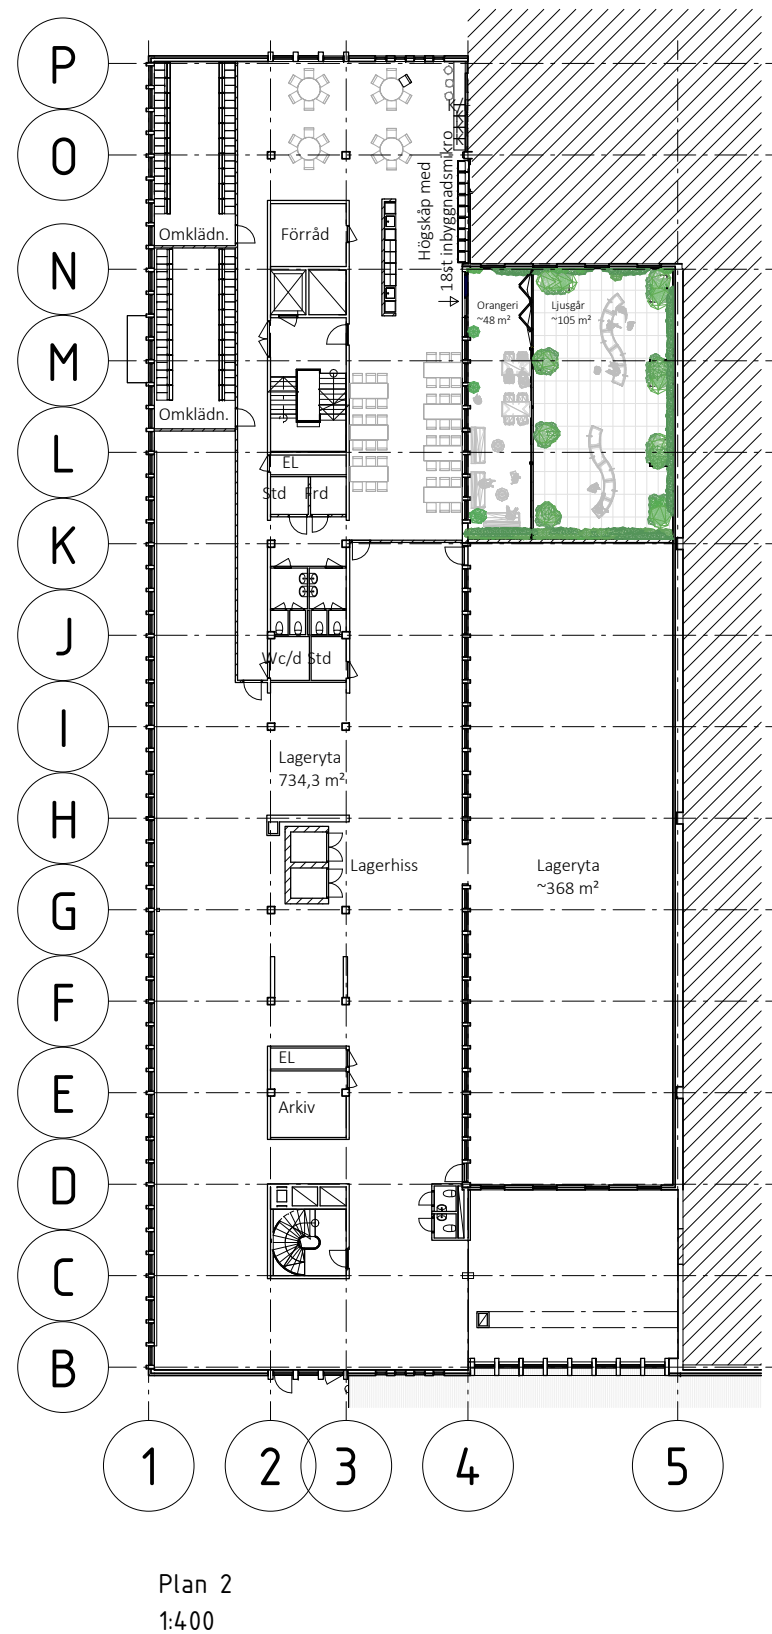 P
O
N
M
L
K
J
I
H
G
F
E
D
C
B
Omklädn.
Förråd
Högskåp med
18st inbyggnadsmikro
K/
Orangeri
~48 m²
Ljusgår
~105 m²
Omklädn.
EL
Std
Frd
Wc/d
Std
Lageryta
734,3 m²
Lagerhiss
Lageryta
~368 m²
EL
Arkiv
1
2
3
4
5
Plan 2
1:400